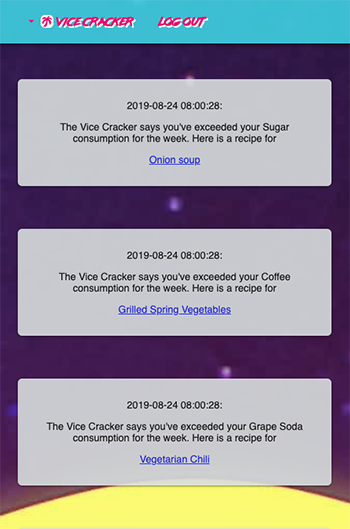 VICE CRACKER LOG OUT
2019-08-24 08:00:28:
The Vice Cracker says you've exceeded your Sugar
consumption for the week. Here is a recipe for
Onion soup
2019-08-24 08:00:28:
The Vice Cracker says you've exceeded your Coffee
consumption for the week. Here is a recipe for
Grilled Spring Vegetables
2019-08-24 08:00:28:
The Vice Cracker says you've exceeded your Grape Soda
consumption for the week. Here is a recipe for
Vegetarian Chili